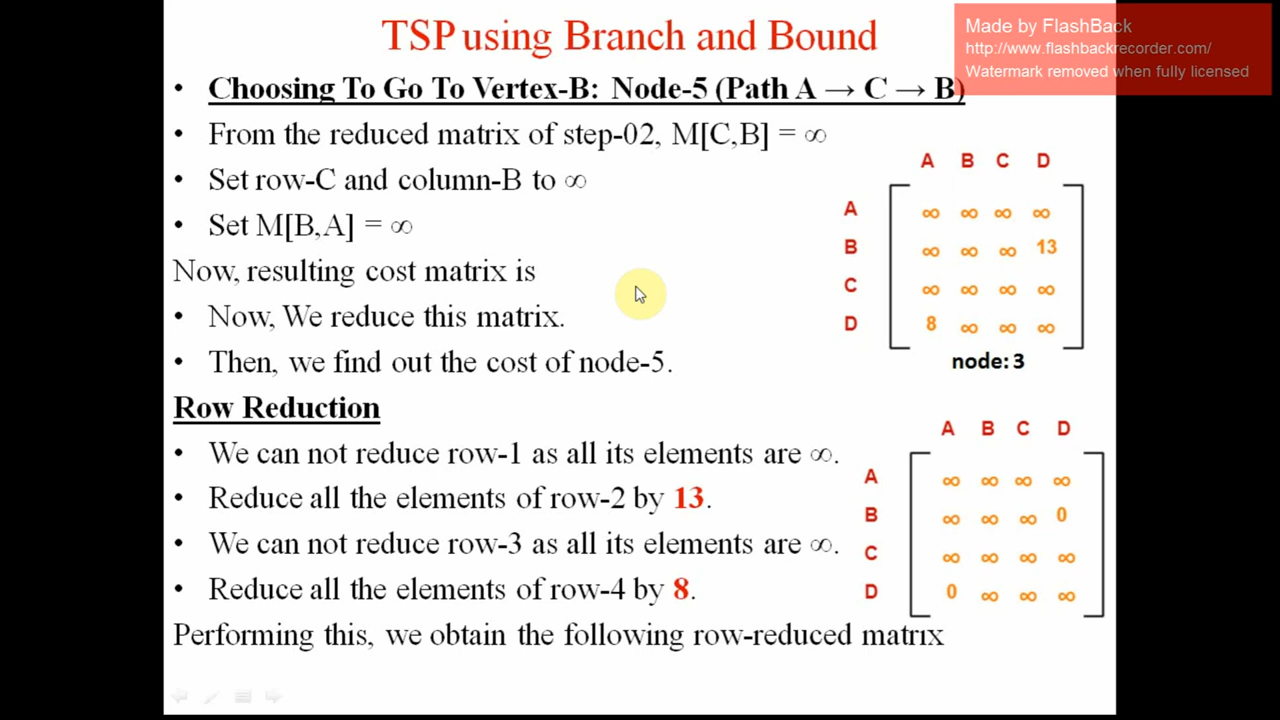 TSP using Branch and Bound
Made by FlashBack
http://www.flashbackrecorder.com/
Watermark removed when fully licensed
• Choosing To Go To Vertex-B: Node-5 (Path A → C → B)
• From the reduced matrix of step-02, M[C,B] = ∞
• Set row-C and column-B to ∞
• Set M[B,A] = ∞
Now, resulting cost matrix is
• Now, We reduce this matrix.
• Then, we find out the cost of node-5.
A B C D
A ∞ ∞ ∞ ∞
B ∞ ∞ ∞ 13
C ∞ ∞ ∞ ∞
D 8 ∞ ∞ ∞
node: 3
Row Reduction
• We can not reduce row-1 as all its elements are ∞.
• Reduce all the elements of row-2 by 13.
• We can not reduce row-3 as all its elements are ∞.
• Reduce all the elements of row-4 by 8.
Performing this, we obtain the following row-reduced matrix
A B C D
A ∞ ∞ ∞ ∞
B ∞ ∞ ∞ 0
C ∞ ∞ ∞ ∞
D 0 ∞ ∞ ∞